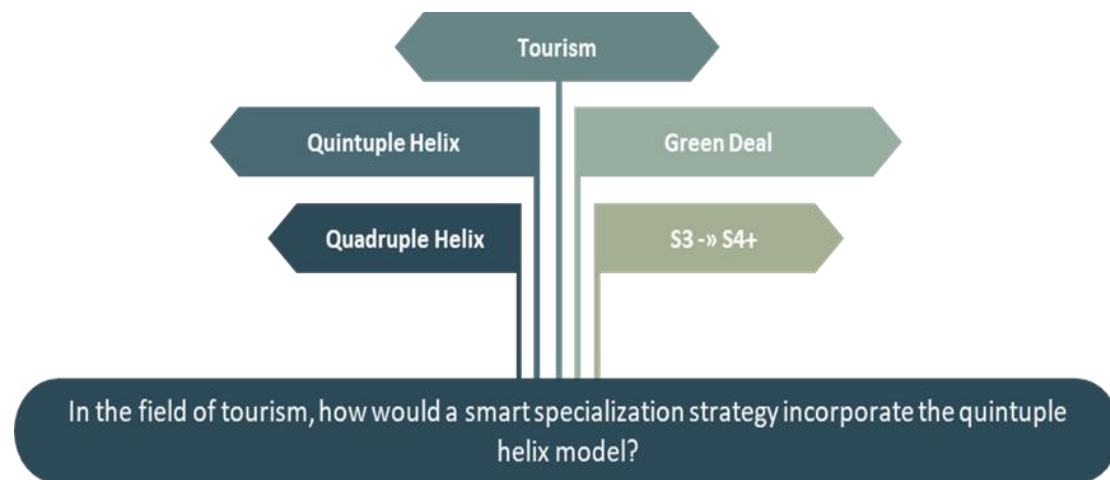 Tourism
Quintuple Helix
Green Deal
Quadruple Helix
S3 -» S4+
In the field of tourism, how would a smart specialization strategy incorporate the quintuple
helix model?